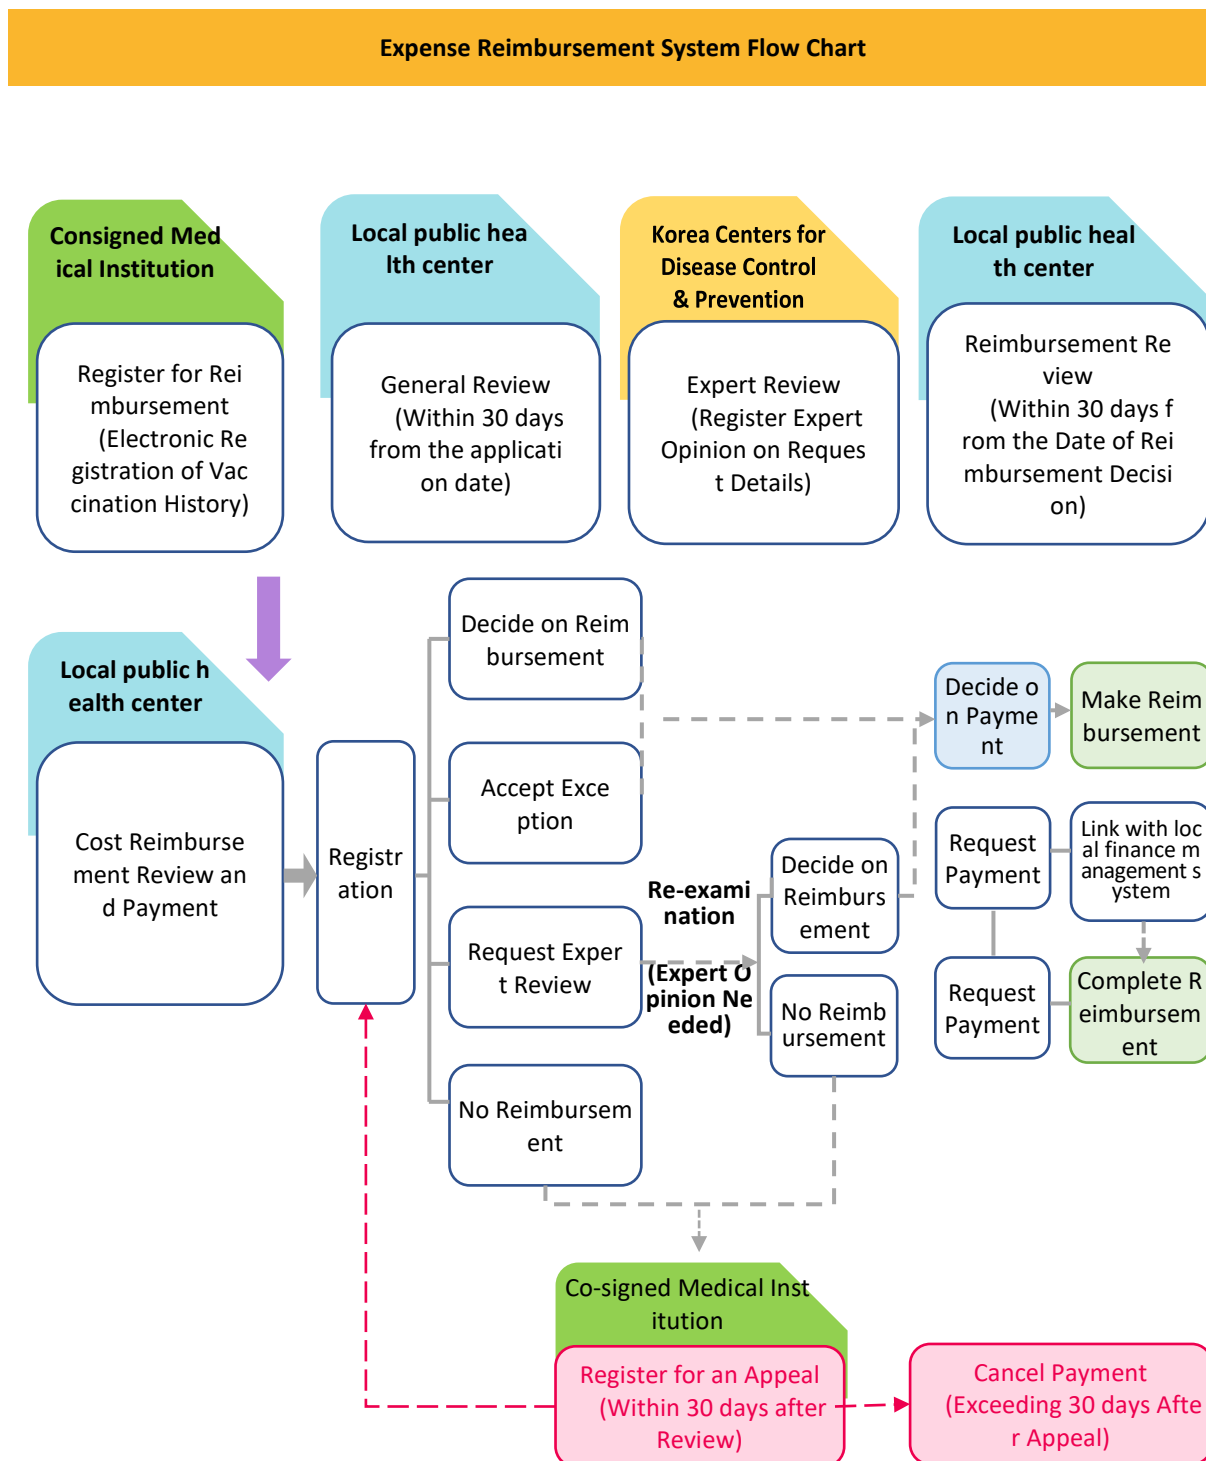 Expense Reimbursement System Flow Chart
Consigned Med
ical Institution
Register for Rei
mbursement
(Electronic Re
gistration of Vac
cination History)
Local public hea
lth center
General Review
(Within 30 days
from the applicati
on date)
Korea Centers for
Disease Control
& Prevention
Expert Review
(Register Expert
Opinion on Reques
t Details)
Local public heal
th center
Reimbursement Re
view
(Within 30 days f
rom the Date of Rei
mbursement Decisi
on)
Local public h
ealth center
Cost Reimburse
ment Review an
d Payment
Registr
ation
Decide on Reim
bursement
Accept Exce
ption
Request Exper
t Review
No Reimbursem
ent
Re-exami
nation
(Expert O
pinion Ne
eded)
Decide on
Reimburs
ement
No Reimb
ursement
Decide o
n Payme
nt
Make Reim
bursement
Request
Payment
Link with loc
al finance m
anagement s
ystem
Request
Payment
Complete R
eimbursem
ent
Co-signed Medical Inst
itution
Register for an Appeal
(Within 30 days after
Review)
Cancel Payment
(Exceeding 30 days Afte
r Appeal)